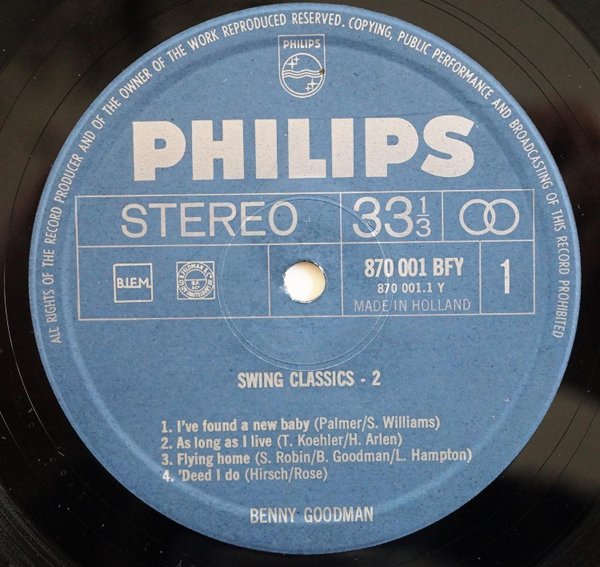 ALL RIGHTS OF THE RECORD PRODUCER AND OF THE OWNER OF THE WORK REPRODUCED RESERVED. COPYING, PUBLIC PERFORMANCE AND BROADCASTING OF THIS RECORD PROHIBITED
PHILIPS
PHILIPS
STEREO 33 1/3
B.I.E.M. 870 001 BFY 1
870 001.1 Y
MADE IN HOLLAND
SWING CLASSICS - 2
1. I've found a new baby (Palmer/S. Williams)
2. As long as I live (T. Koehler/H. Arlen)
3. Flying home (S. Robin/B. Goodman/L. Hampton)
4. 'Deed I do (Hirsch/Rose)
BENNY GOODMAN